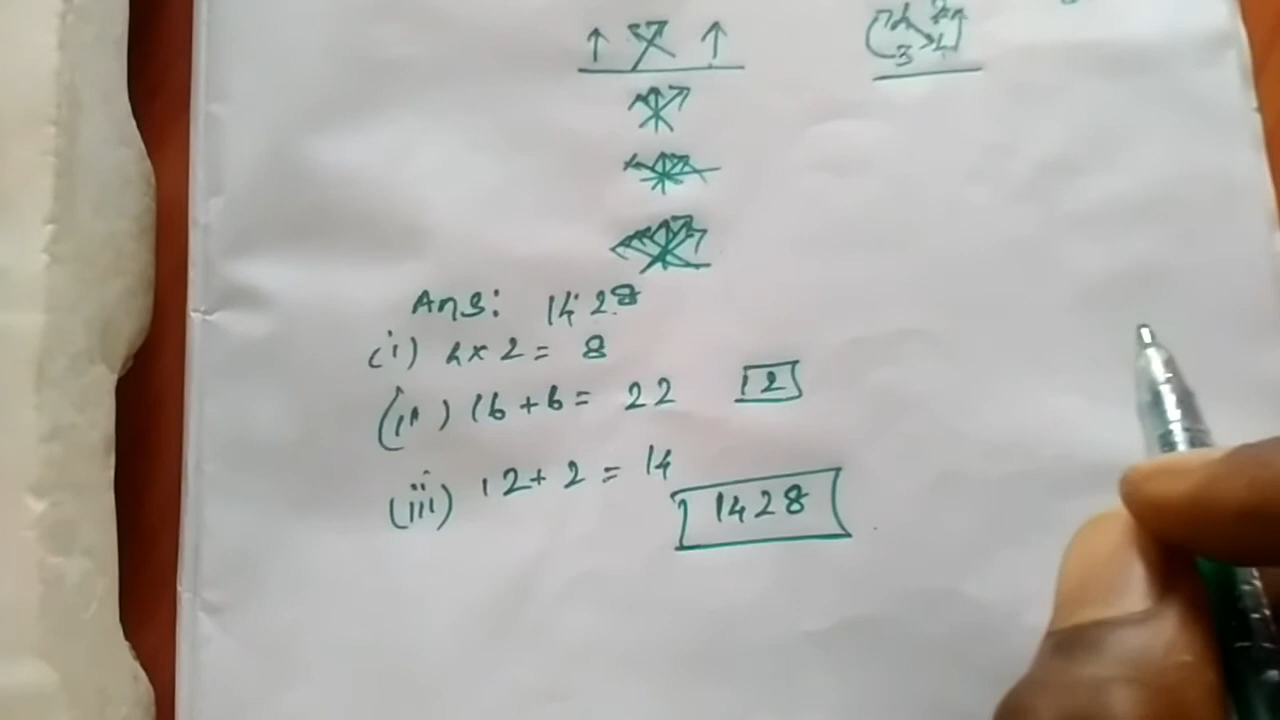 Ans: 1428
(i) 4 x 2 = 8
(ii) 16 + 6 = 22 12
(iii) 12 + 2 = 14
1428